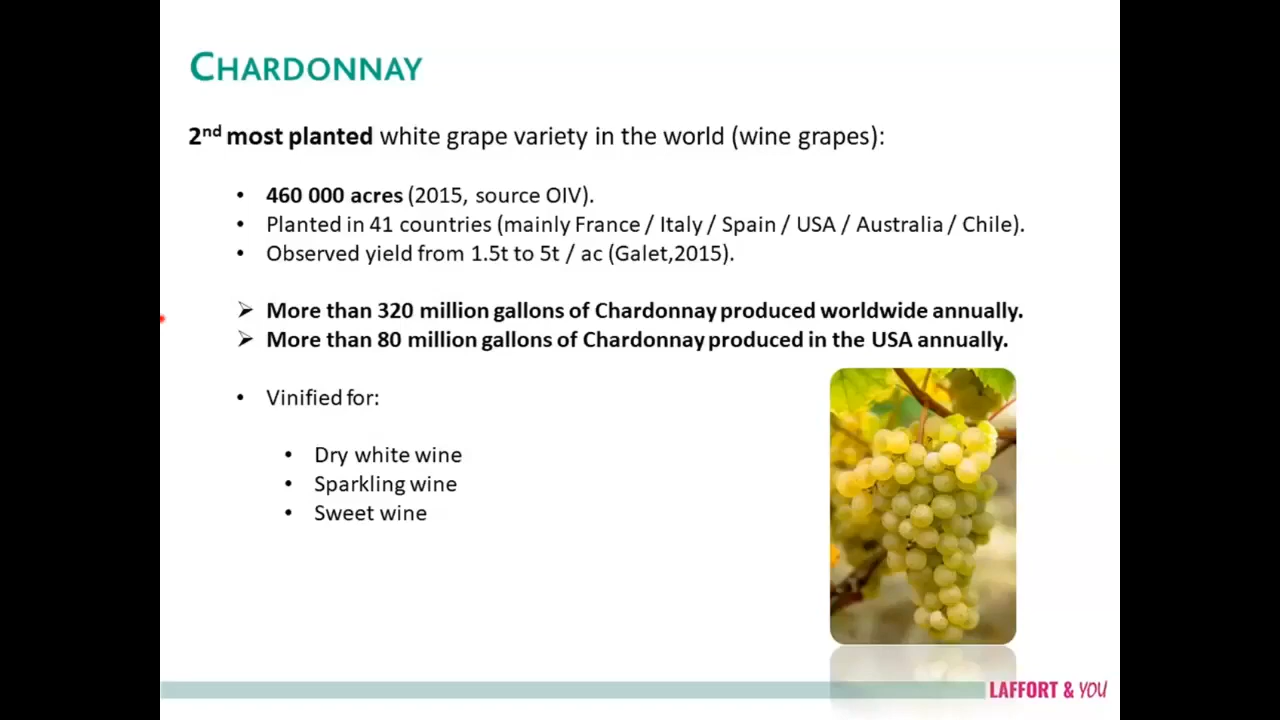 CHARDONNAY
2nd most planted white grape variety in the world (wine grapes):
• 460 000 acres (2015, source OIV).
• Planted in 41 countries (mainly France / Italy / Spain / USA / Australia / Chile).
• Observed yield from 1.5t to 5t / ac (Galet,2015).
➢ More than 320 million gallons of Chardonnay produced worldwide annually.
➢ More than 80 million gallons of Chardonnay produced in the USA annually.
• Vinified for:
• Dry white wine
• Sparkling wine
• Sweet wine
LAFFORT & YOU